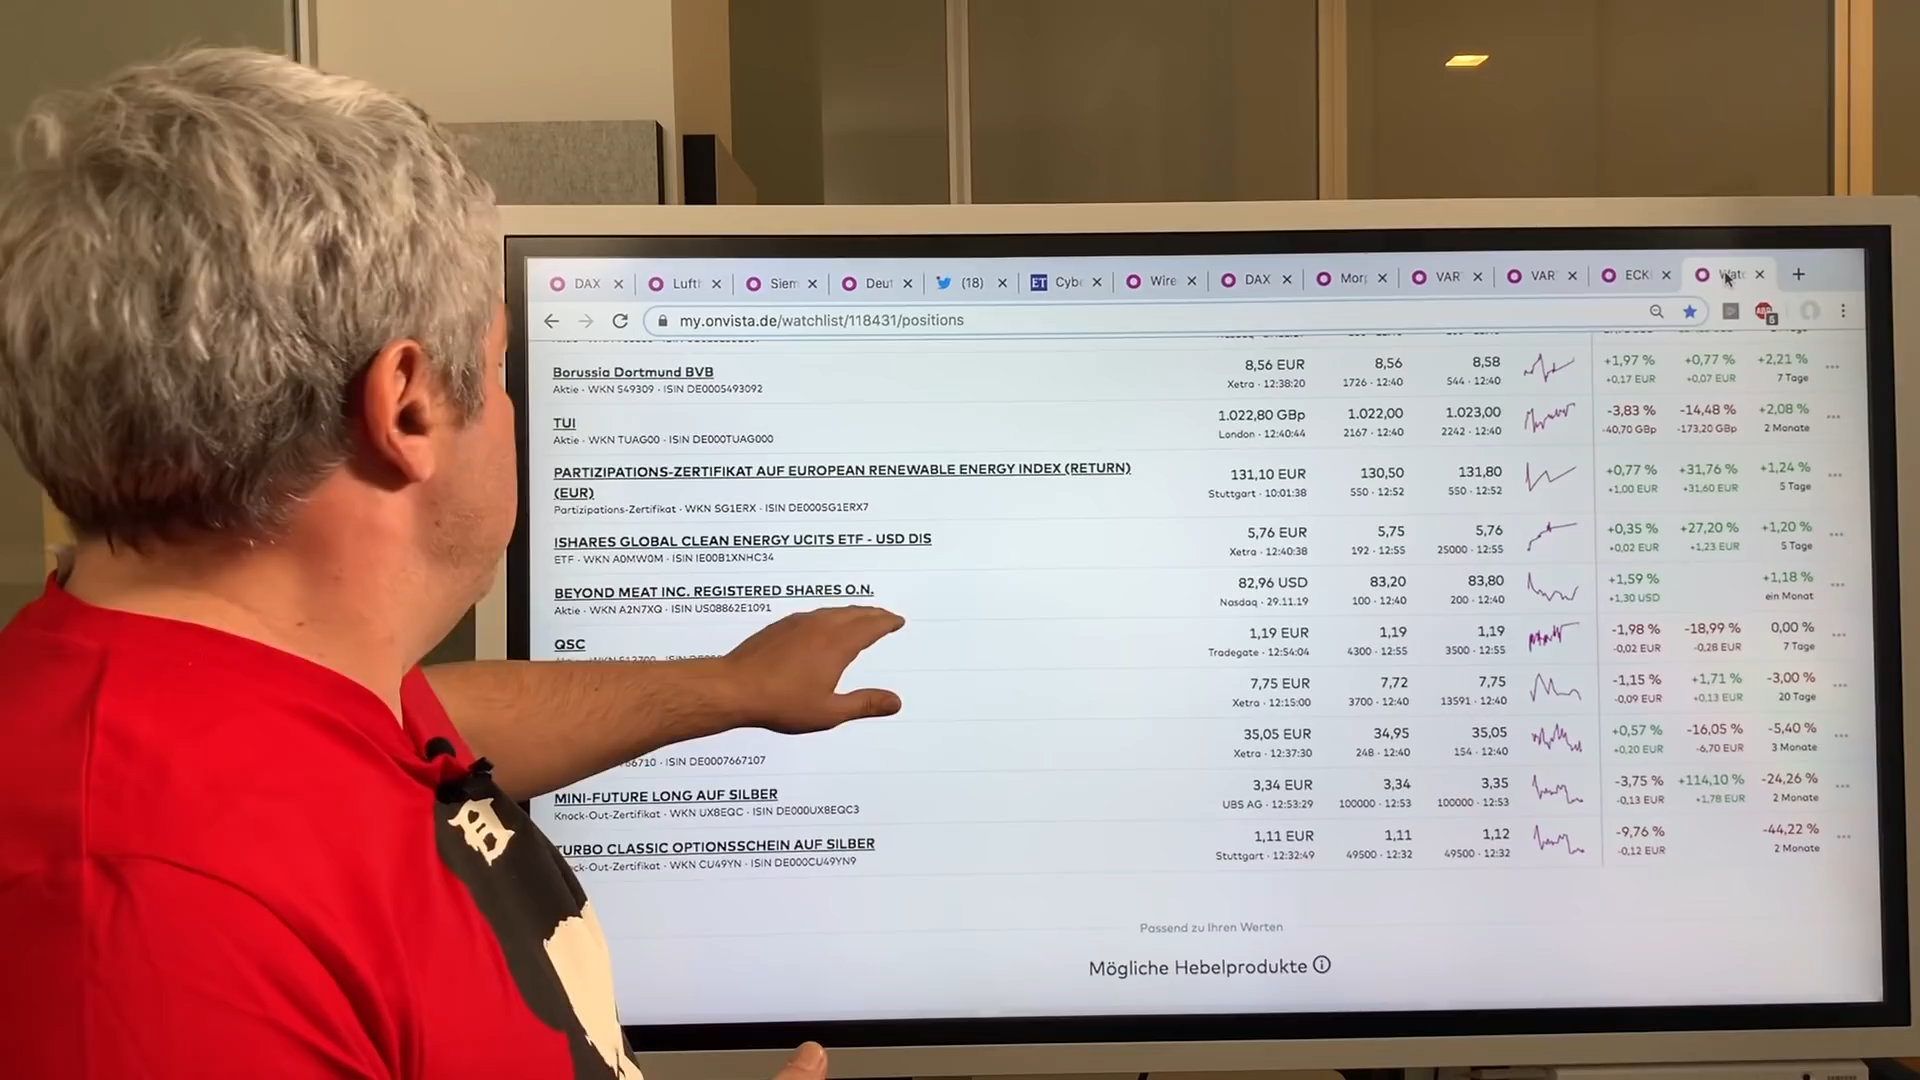 DAX × Luftl × Siem × Deut × (18) × ET Cyb × Wire × DAX × Mor × VAR × VAR × ECK × Watc × +
my.onvista.de/watchlist/118431/positions
Borussia Dortmund BVB 8,56 EUR 8,56 8,58 +1,97 % +0,77 % +2,21 %
Aktie · WKN 549309 · ISIN DE0005493092 Xetra · 12:38:20 1726 · 12:40 544 · 12:40 +0,17 EUR +0,07 EUR 7 Tage
TUI 1.022,80 GBp 1.022,00 1.023,00 -3,83 % -14,48 % +2,08 %
Aktie · WKN TUAG00 · ISIN DE000TUAG000 London · 12:40:44 2167 · 12:40 2242 · 12:40 -40,70 GBp -173,20 GBp 2 Monate
PARTIZIPATIONS-ZERTIFIKAT AUF EUROPEAN RENEWABLE ENERGY INDEX (RETURN) 131,10 EUR 130,50 131,80 +0,77 % +31,76 % +1,24 %
(EUR) Stuttgart · 10:01:38 550 · 12:52 550 · 12:52 +1,00 EUR +31,60 EUR 5 Tage
Partizipations-Zertifikat · WKN SG1ERX · ISIN DE000SG1ERX7
ISHARES GLOBAL CLEAN ENERGY UCITS ETF - USD DIS 5,76 EUR 5,75 5,76 +0,35 % +27,20 % +1,20 %
ETF · WKN A0MW0M · ISIN IE00B1XNHC34 Xetra · 12:40:38 192 · 12:55 25000 · 12:55 +0,02 EUR +1,23 EUR 5 Tage
BEYOND MEAT INC. REGISTERED SHARES O.N. 82,96 USD 83,20 83,80 +1,59 % +1,18 %
Aktie · WKN A2N7XQ · ISIN US08862E1091 Nasdaq · 29.11.19 100 · 12:40 200 · 12:40 +1,30 USD ein Monat
QSC 1,19 EUR 1,19 1,19 -1,98 % -18,99 % 0,00 %
Tradegate · 12:54:04 4300 · 12:55 3500 · 12:55 -0,02 EUR -0,28 EUR 7 Tage
7,75 EUR 7,72 7,75 -1,15 % +1,71 % -3,00 %
Xetra · 12:15:00 3700 · 12:40 13591 · 12:40 -0,09 EUR +0,13 EUR 20 Tage
35,05 EUR 34,95 35,05 +0,57 % -16,05 % -5,40 %
66710 · ISIN DE0007667107 Xetra · 12:37:30 248 · 12:40 154 · 12:40 +0,20 EUR -6,70 EUR 3 Monate
MINI-FUTURE LONG AUF SILBER 3,34 EUR 3,34 3,35 -3,75 % +114,10 % -24,26 %
Knock-Out-Zertifikat · WKN UX8EQC · ISIN DE000UX8EQC3 UBS AG · 12:53:29 100000 · 12:53 100000 · 12:53 -0,13 EUR +1,78 EUR 2 Monate
TURBO CLASSIC OPTIONSSCHEIN AUF SILBER 1,11 EUR 1,11 1,12 -9,76 % -44,22 %
ck-Out-Zertifikat · WKN CU49YN · ISIN DE000CU49YN9 Stuttgart · 12:32:49 49500 · 12:32 49500 · 12:32 -0,12 EUR 2 Monate
Passend zu Ihren Werten
Mögliche Hebelprodukte